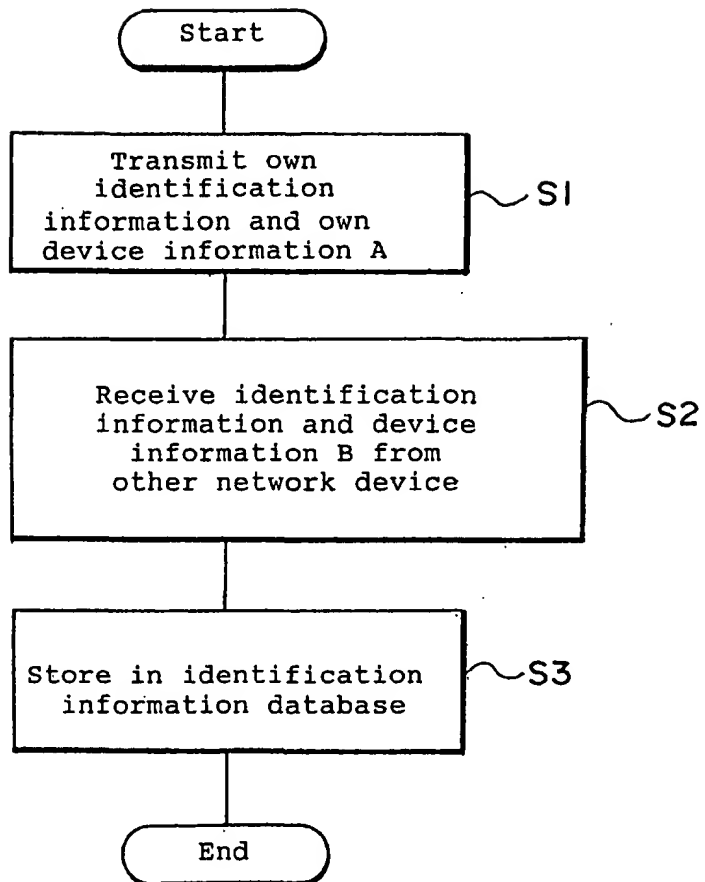 Start
Transmit own
identification
information and own
device information A
S1
Receive identification
information and device
information B from
other network device
S2
Store in identification
information database
S3
End